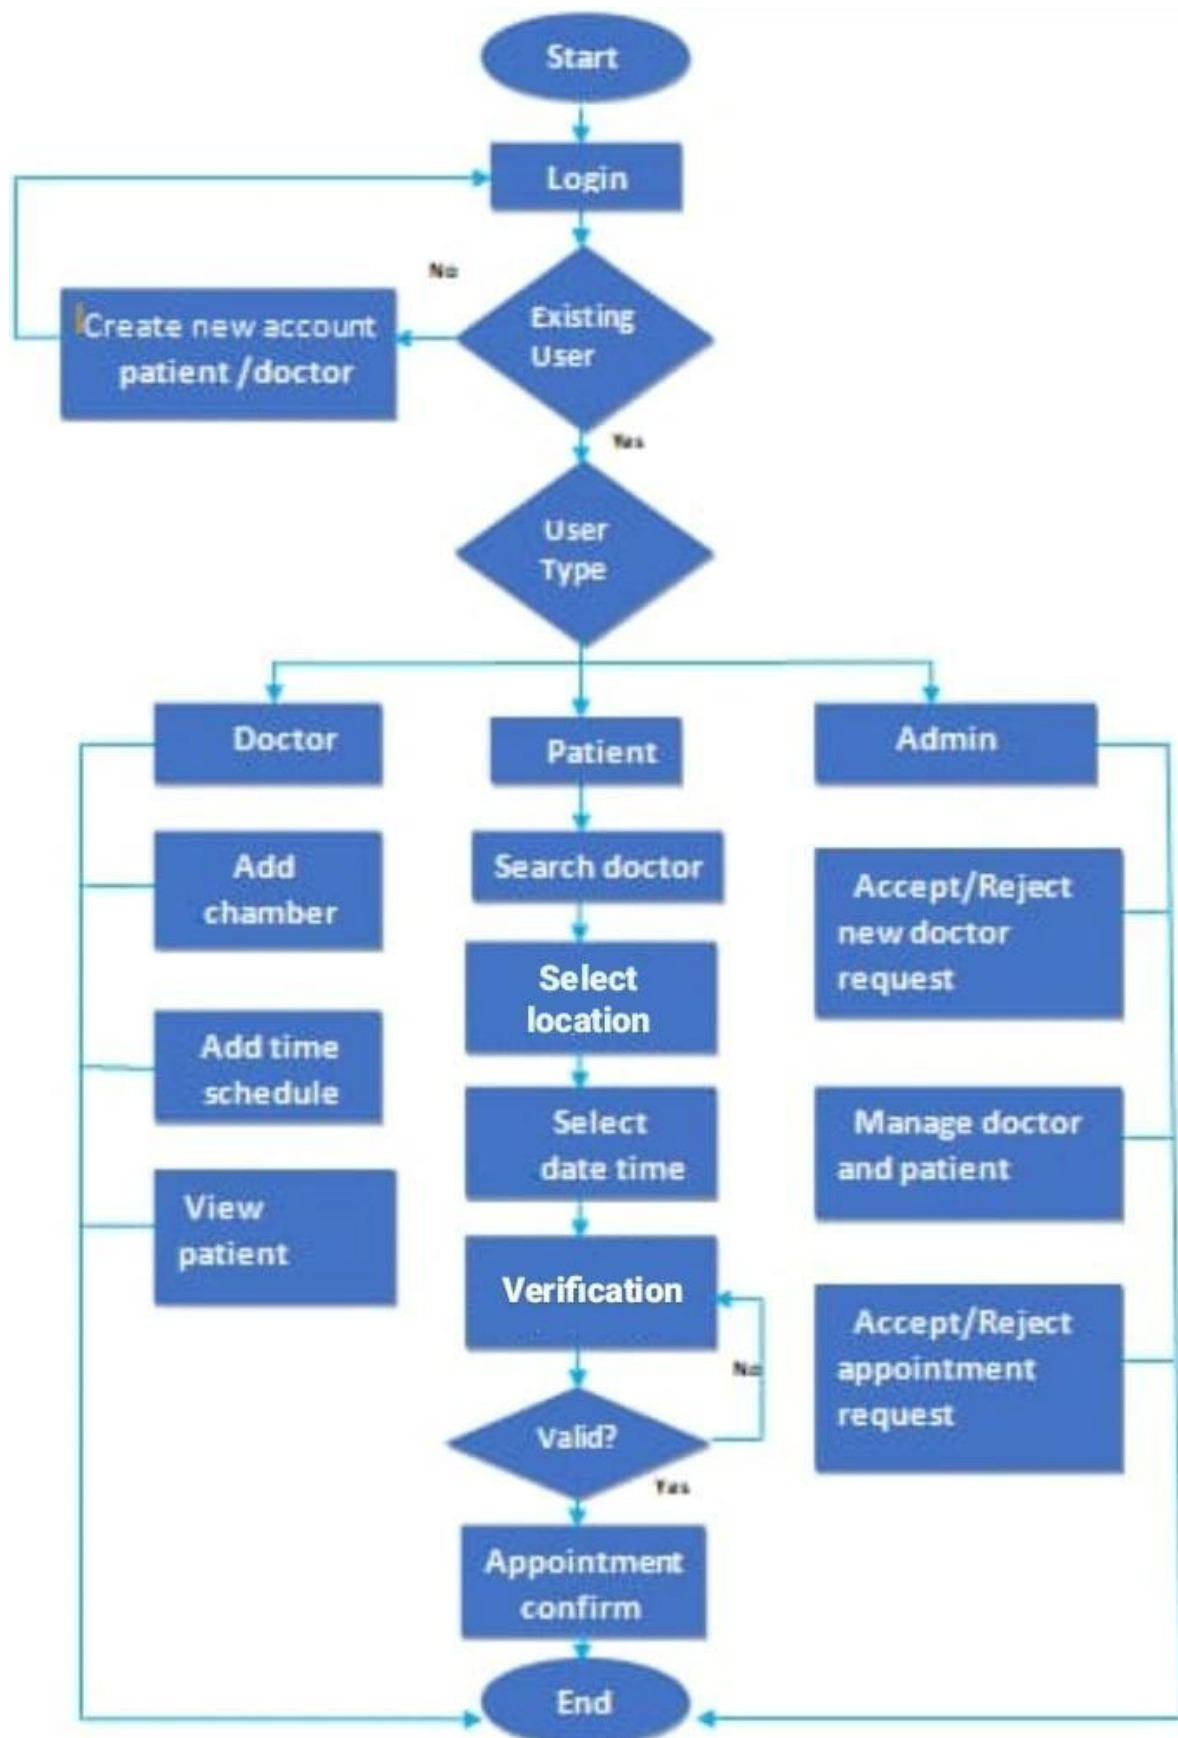 Start
Login
No
Existing
User
Create new account
patient /doctor
Yes
User
Type
Doctor
Patient
Admin
Add
chamber
Search doctor
Accept/Reject
new doctor
request
Select
location
Add time
schedule
Select
date time
Manage doctor
and patient
View
patient
Verification
Accept/Reject
appointment
request
No
Valid?
Yes
Appointment
confirm
End